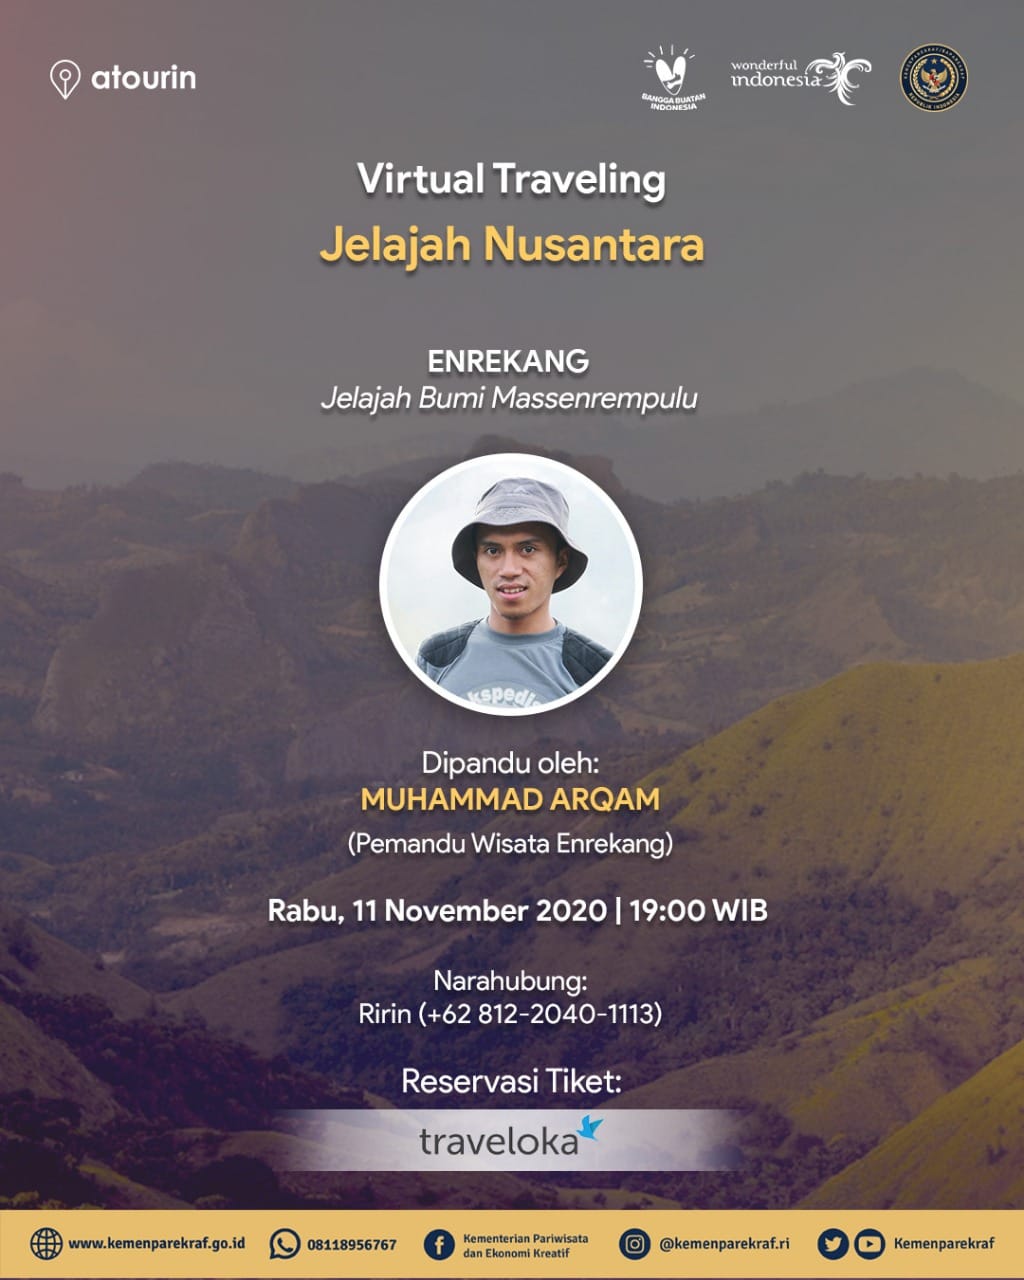 atourin
BANGGA BUATAN
INDONESIA
wonderful
indonesia
REPUBLIK INDONESIA
Virtual Traveling
Jelajah Nusantara
ENREKANG
Jelajah Bumi Massenrempulu
Dipandu oleh:
MUHAMMAD ARQAM
(Pemandu Wisata Enrekang)
Rabu, 11 November 2020 | 19:00 WIB
Narahubung:
Ririn (+62 812-2040-1113)
Reservasi Tiket:
traveloka
www.kemenparekraf.go.id
08118956767
Kementerian Pariwisata
dan Ekonomi Kreatif
@kemenparekraf.ri
Kemenparekraf